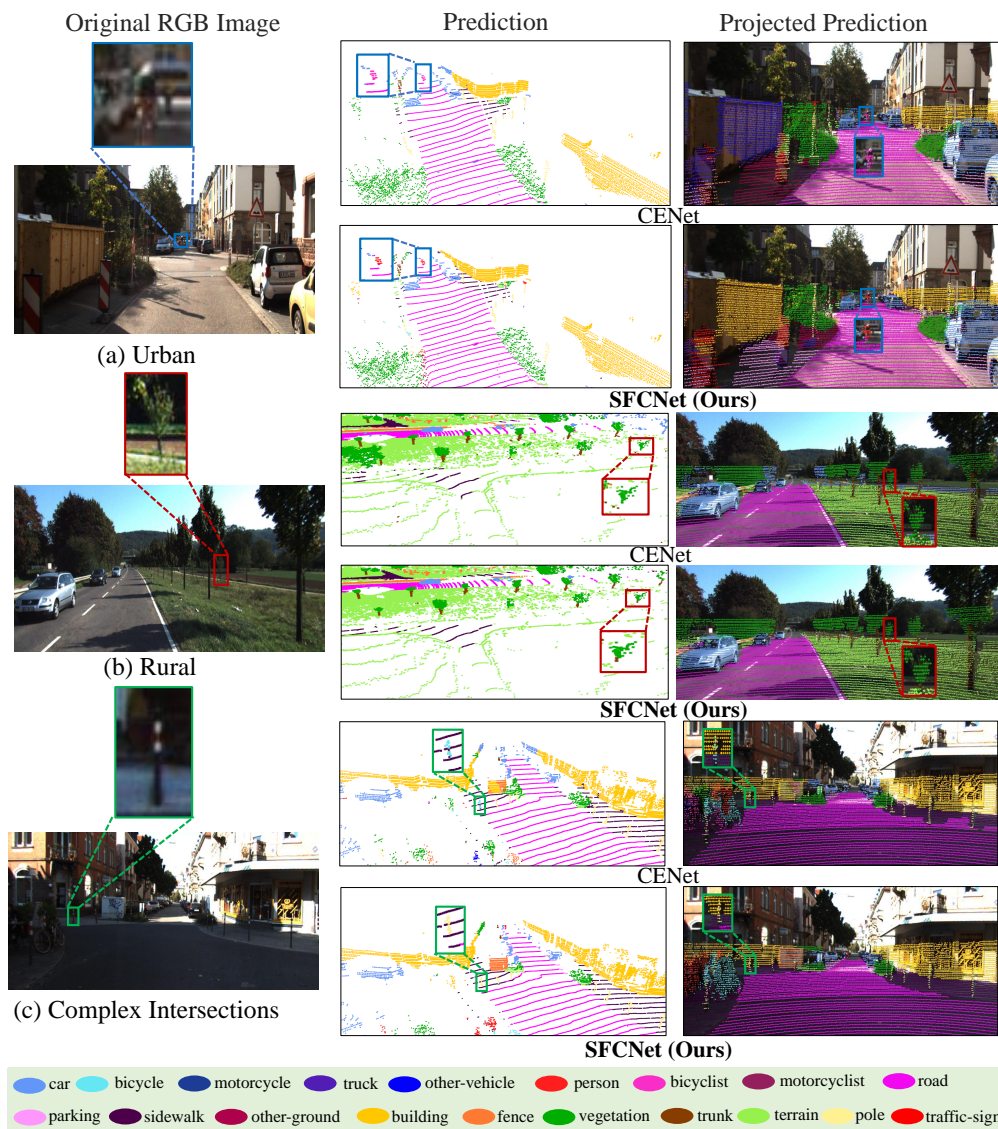 Original RGB Image
Prediction
Projected Prediction
CENet
(a) Urban
SFCNet (Ours)
CENet
(b) Rural
SFCNet (Ours)
CENet
(c) Complex Intersections
SFCNet (Ours)
car bicycle motorcycle truck other-vehicle person bicyclist motorcyclist road
parking sidewalk other-ground building fence vegetation trunk terrain pole traffic-sign